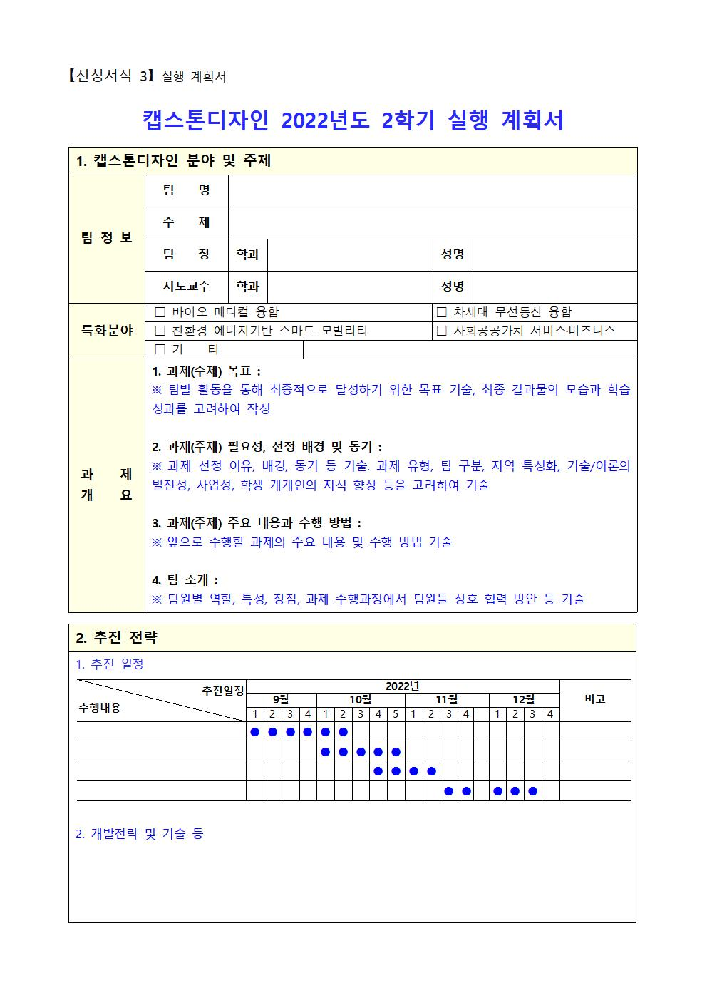 【신청서식 3】 실행 계획서
캡스톤디자인 2022년도 2학기 실행 계획서
1. 캡스톤디자인 분야 및 주제
팀 정 보
팀 명
주 제
팀 장 학과 성명
지도교수 학과 성명
특화분야
□ 바이오 메디컬 융합 □ 차세대 무선통신 융합
□ 친환경 에너지기반 스마트 모빌리티 □ 사회공공가치 서비스·비즈니스
□ 기 타
과 제
개 요
1. 과제(주제) 목표 :
※ 팀별 활동을 통해 최종적으로 달성하기 위한 목표 기술, 최종 결과물의 모습과 학습
성과를 고려하여 작성
2. 과제(주제) 필요성, 선정 배경 및 동기 :
※ 과제 선정 이유, 배경, 동기 등 기술. 과제 유형, 팀 구분, 지역 특성화, 기술/이론의
발전성, 사업성, 학생 개개인의 지식 향상 등을 고려하여 기술
3. 과제(주제) 주요 내용과 수행 방법 :
※ 앞으로 수행할 과제의 주요 내용 및 수행 방법 기술
4. 팀 소개 :
※ 팀원별 역할, 특성, 장점, 과제 수행과정에서 팀원들 상호 협력 방안 등 기술
2. 추진 전략
1. 추진 일정
추진일정
수행내용
2022년
비고
9월 10월 11월 12월
1 2 3 4 1 2 3 4 5 1 2 3 4 1 2 3 4
● ● ● ● ● ●
● ● ● ● ●
● ● ● ●
● ● ● ● ●
2. 개발전략 및 기술 등